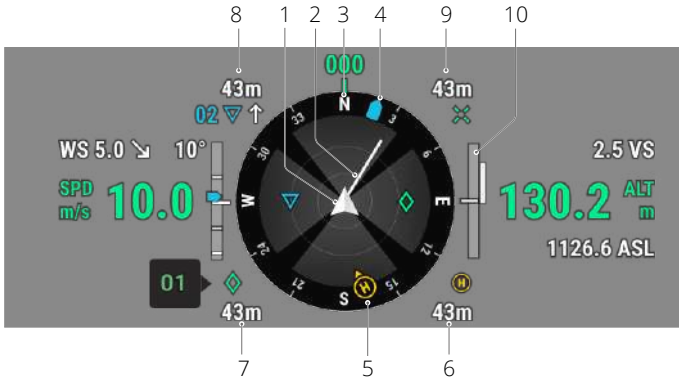 8 1 2 3 4 9 10
000
43m 43m
N
02
33 3
WS 5.0 10° 30 6 2.5 VS
SPD m/s 10.0 W E 130.2 ALT m
24 12 1126.6 ASL
01 21 S H 15 H
43m 43m
7 5 6